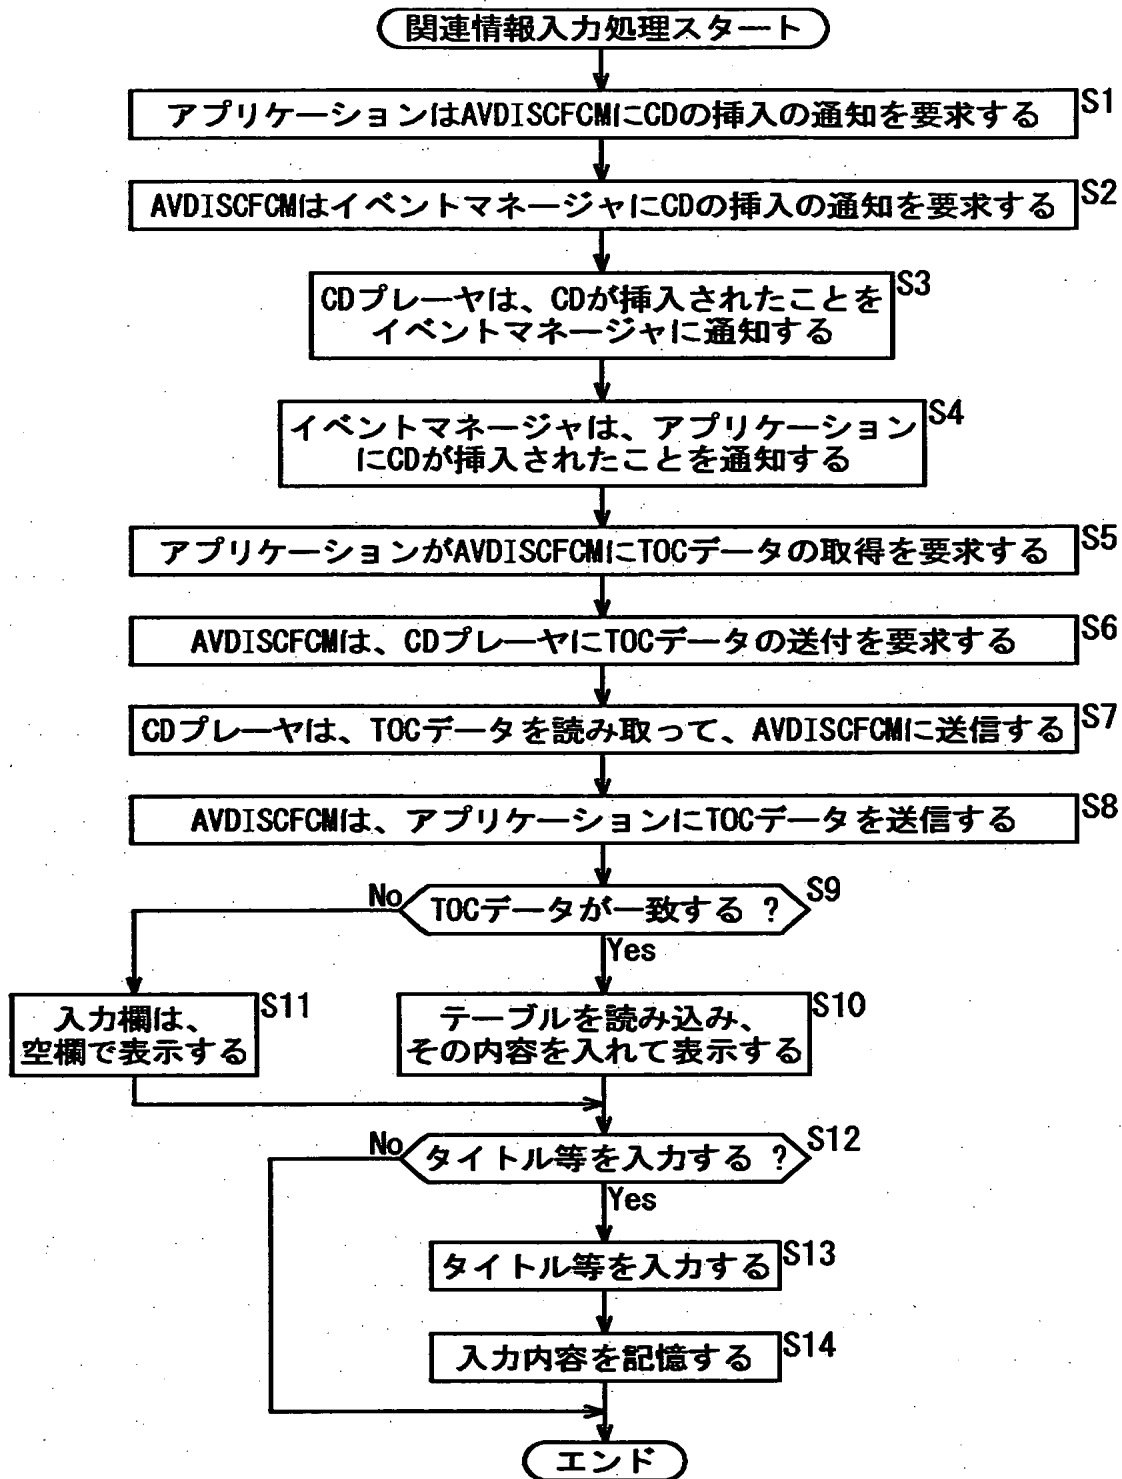 関連情報入力処理スタート
アプリケーションはAVDISCFCMにCDの挿入の通知を要求する
S1
AVDISCFCMはイベントマネージャにCDの挿入の通知を要求する
S2
CDプレーヤは、CDが挿入されたことを
イベントマネージャに通知する
S3
イベントマネージャは、アプリケーション
にCDが挿入されたことを通知する
S4
アプリケーションがAVDISCFCMにTOCデータの取得を要求する
S5
AVDISCFCMは、CDプレーヤにTOCデータの送付を要求する
S6
CDプレーヤは、TOCデータを読み取って、AVDISCFCMに送信する
S7
AVDISCFCMは、アプリケーションにTOCデータを送信する
S8
No
TOCデータが一致する ?
S9
Yes
入力欄は、
空欄で表示する
S11
テーブルを読み込み、
その内容を入れて表示する
S10
No
タイトル等を入力する ?
S12
Yes
タイトル等を入力する
S13
入力内容を記憶する
S14
エンド